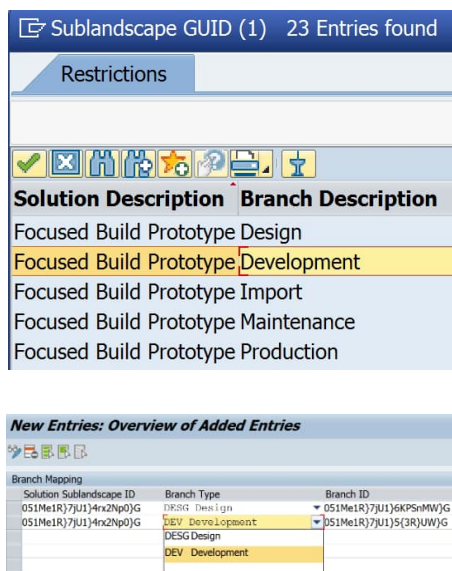 Sublandscape GUID (1) 23 Entries found
Restrictions
Solution Description Branch Description
Focused Build Prototype Design
Focused Build Prototype Development
Focused Build Prototype Import
Focused Build Prototype Maintenance
Focused Build Prototype Production
New Entries: Overview of Added Entries
Branch Mapping
Solution Sublandscape ID Branch Type Branch ID
051Me1R}7jU1}4rx2Np0}G DESG Design 051Me1R}7jU1}6KPSnMW}G
051Me1R}7jU1}4rx2Np0}G DEV Development 051Me1R}7jU1}5{3R}UW}G
DESG Design
DEV Development